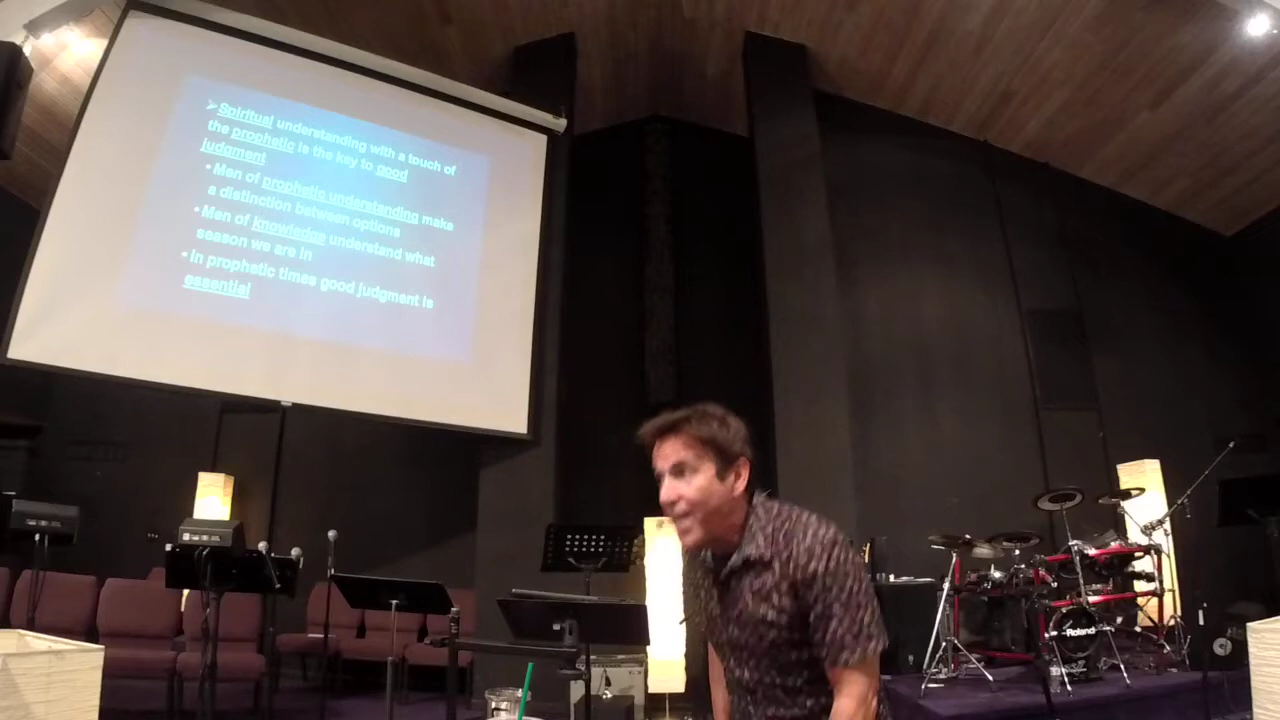 ➢Spiritual understanding with a touch of
the prophetic is the key to good
judgment
•Men of prophetic understanding make
a distinction between options
•Men of knowledge understand what
season we are in
•In prophetic times good judgment is
essential
Roland